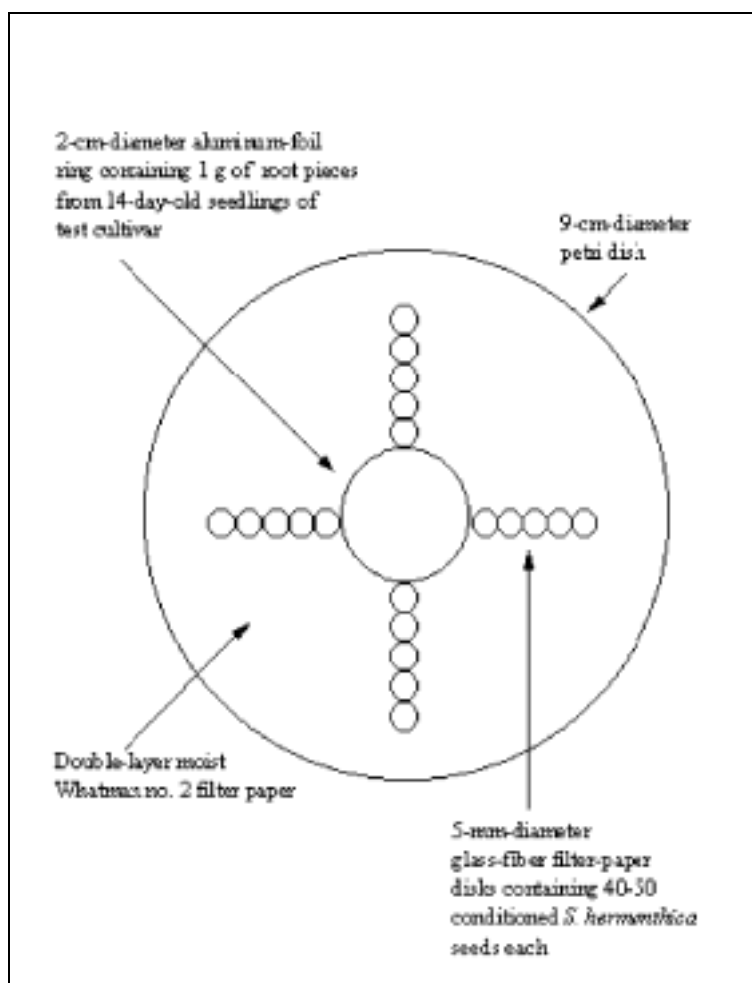 2-cm-diameter aluminum-foil
ring containing 1 g of root pieces
from 14-day-old seedlings of
test cultivar
9-cm-diameter
petri dish
Double-layer moist
Whatman no. 2 filter paper
5-mm-diameter
glass-fiber filter-paper
disks containing 40-50
conditioned S. hermonthica
seeds each